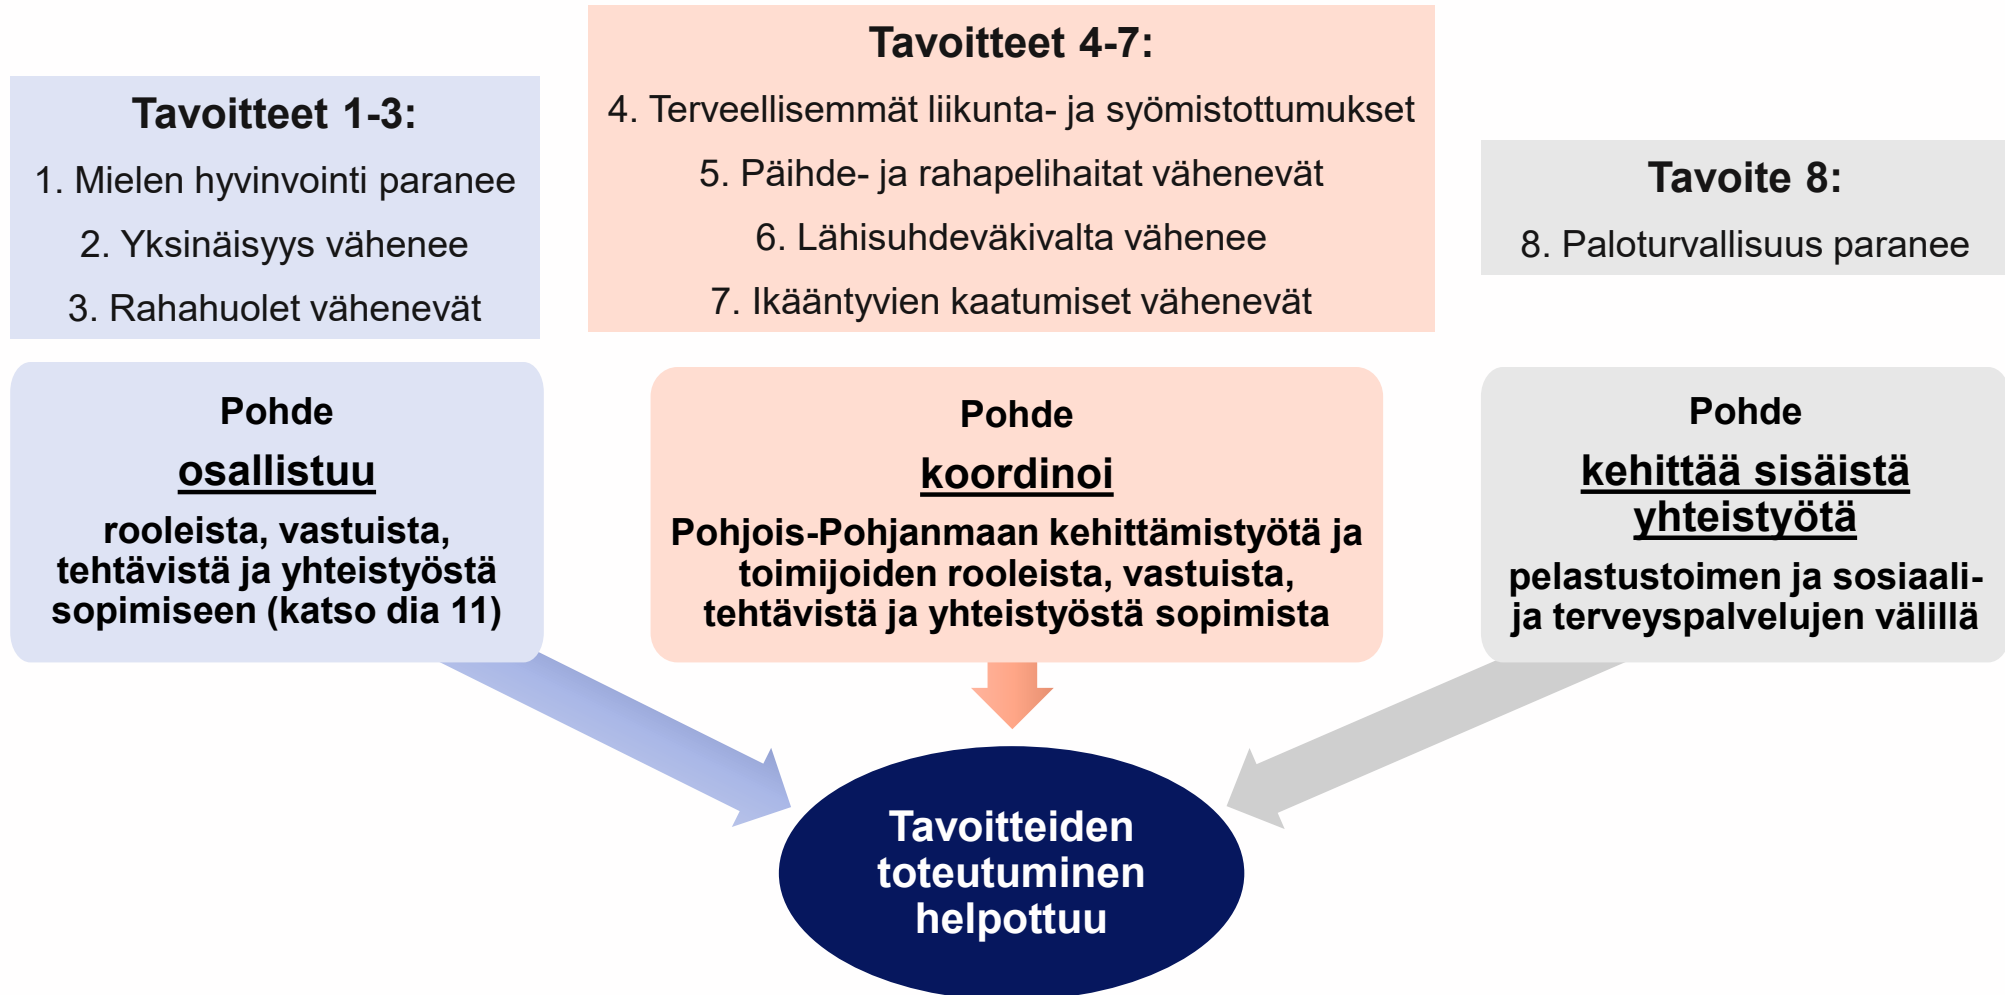 Tavoitteet 1-3:
1. Mielen hyvinvointi paranee
2. Yksinäisyys vähenee
3. Rahahuolet vähenevät
Tavoitteet 4-7:
4. Terveellisemmät liikunta- ja syömistottumukset
5. Päihde- ja rahapelihaitat vähenevät
6. Lähisuhdeväkivalta vähenee
7. Ikääntyvien kaatumiset vähenevät
Tavoite 8:
8. Paloturvallisuus paranee
Pohde
osallistuu
rooleista, vastuista,
tehtävistä ja yhteistyöstä
sopimiseen (katso dia 11)
Pohde
koordinoi
Pohjois-Pohjanmaan kehittämistyötä ja
toimijoiden rooleista, vastuista,
tehtävistä ja yhteistyöstä sopimista
Pohde
kehittää sisäistä
yhteistyötä
pelastustoimen ja sosiaali-
ja terveyspalvelujen välillä
Tavoitteiden
toteutuminen
helpottuu